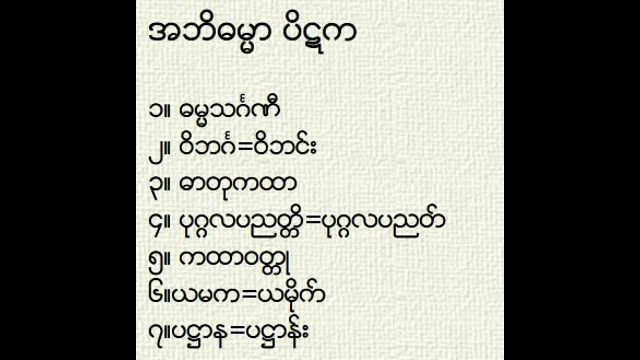 အဘိဓမ္မာ ပိဋက
၁။ ဓမ္မသင်္ဂဏီ
၂။ ဝိဘင်္ဂ=ဝိဘင်း
၃။ ဓာတုကထာ
၄။ ပုဂ္ဂလပညတ္တိ=ပုဂ္ဂလပညတ်
၅။ ကထာဝတ္တု
၆။ယမက=ယမိုက်
၇။ပဋ္ဌာန=ပဋ္ဌာန်း